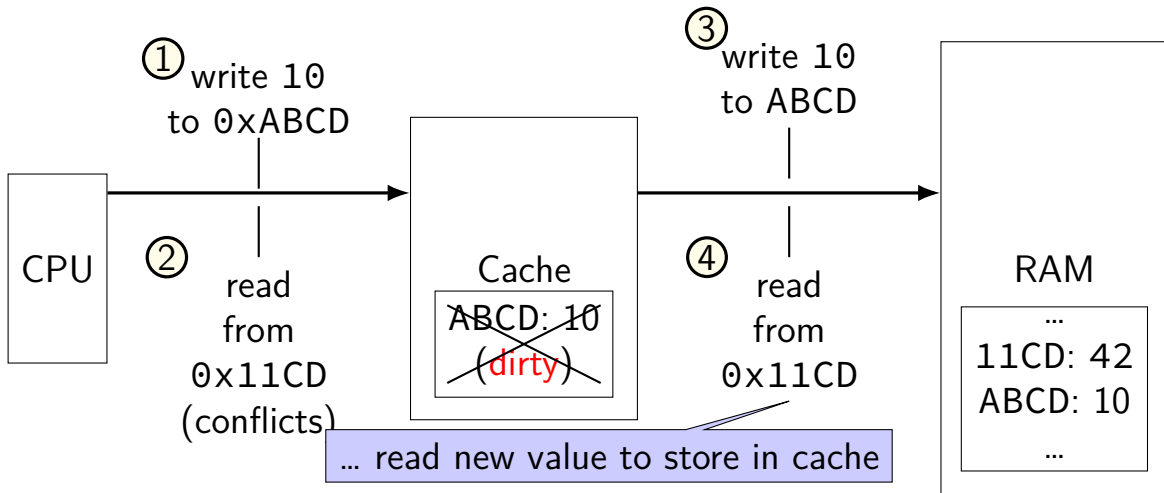 1
write 10
to 0xABCD
3
write 10
to ABCD
CPU
2
read
from
0x11CD
(conflicts)
Cache
ABCD: 10
(dirty)
4
read
from
0x11CD
RAM
...
11CD: 42
ABCD: 10
...
... read new value to store in cache